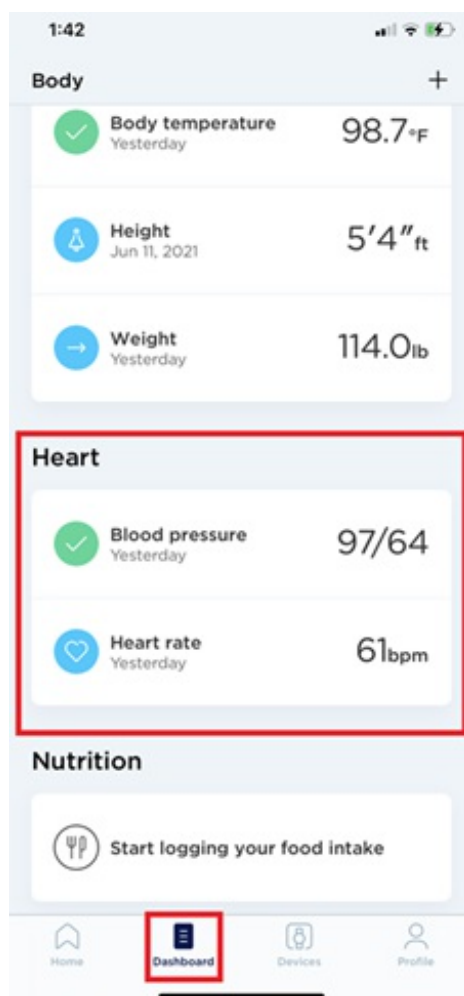 1:42
Body
Body temperature
Yesterday
98.7°F
Height
Jun 11, 2021
5'4"ft
Weight
Yesterday
114.0lb
Heart
Blood pressure
Yesterday
97/64
Heart rate
Yesterday
61bpm
Nutrition
Start logging your food intake
Home
Dashboard
Devices
Profile